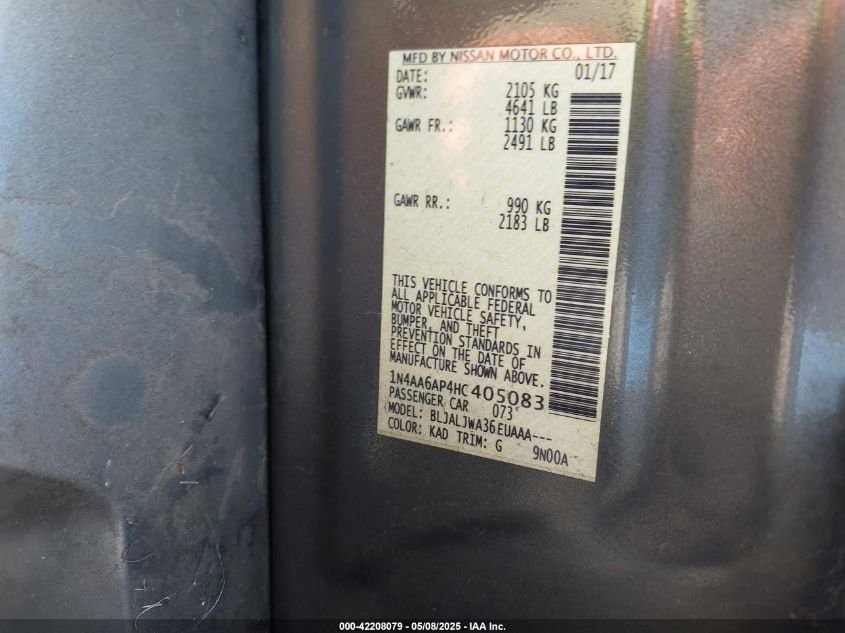 MFD BY NISSAN MOTOR CO., LTD.
DATE: 01/17
GVWR: 2105 KG
4641 LB
GAWR FR.: 1130 KG
2491 LB
GAWR RR.: 990 KG
2183 LB
THIS VEHICLE CONFORMS TO
ALL APPLICABLE FEDERAL
MOTOR VEHICLE SAFETY,
BUMPER, AND THEFT
PREVENTION STANDARDS IN
EFFECT ON THE DATE OF
MANUFACTURE SHOWN ABOVE.
1N4AA6AP4HC405083
PASSENGER CAR 073
MODEL: BLJALJWA36EUAAA---
COLOR: KAD TRIM: G 9N00A
000-42208079 — 05/08/2025 — IAA Inc.